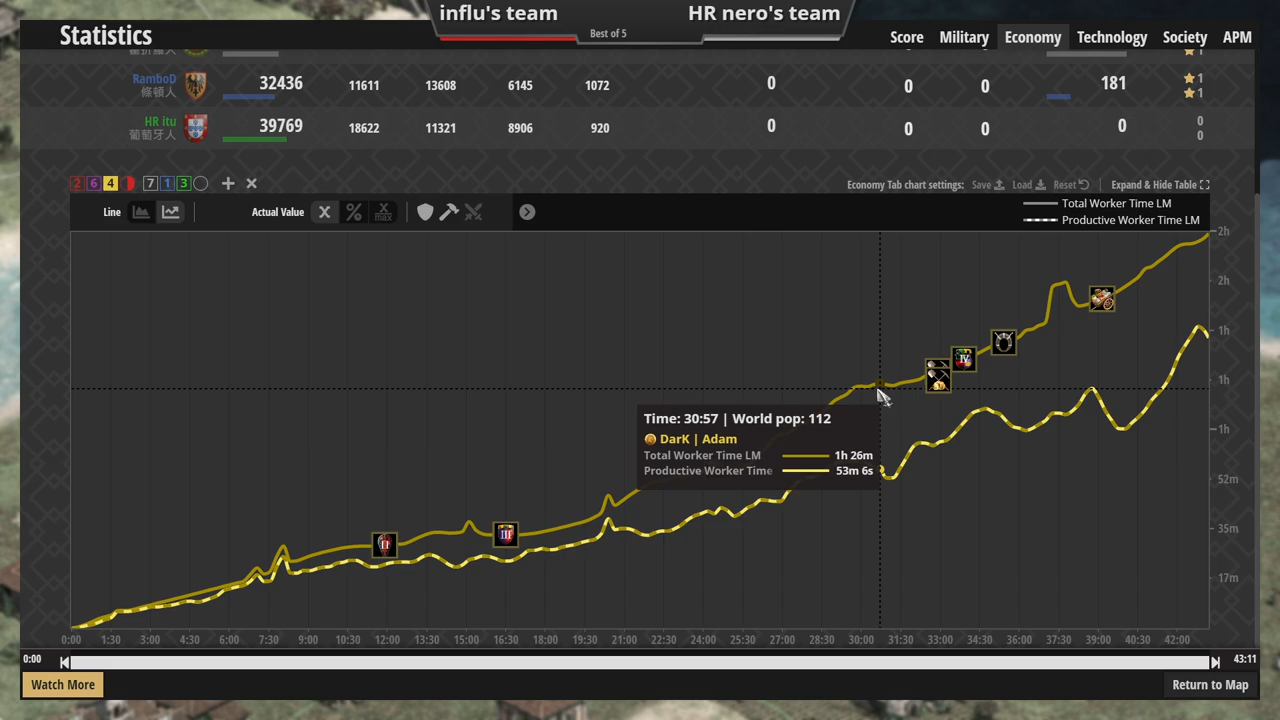 influ's team
HR nero's team
Best of 5
Statistics
Score Military Economy Technology Society APM
1
RamboD
條頓人
32436 11611 13608 6145 1072 0 0 0 181 1
1
HR itu
葡萄牙人
39769 18622 11321 8906 920 0 0 0 0 0
0
2 6 4 7 1 3
Economy Tab chart settings: Save Load Reset Expand & Hide Table
Line
Actual Value X % X max
Total Worker Time LM
Productive Worker Time LM
2h
2h
1h
1h
1h
52m
35m
17m
IV
II
III
Time: 30:57 | World pop: 112
DarK | Adam
Total Worker Time LM 1h 26m
Productive Worker Time 53m 6s
0:00 1:30 3:00 4:30 6:00 7:30 9:00 10:30 12:00 13:30 15:00 16:30 18:00 19:30 21:00 22:30 24:00 25:30 27:00 28:30 30:00 31:30 33:00 34:30 36:00 37:30 39:00 40:30 42:00
0:00
43:11
Watch More
Return to Map